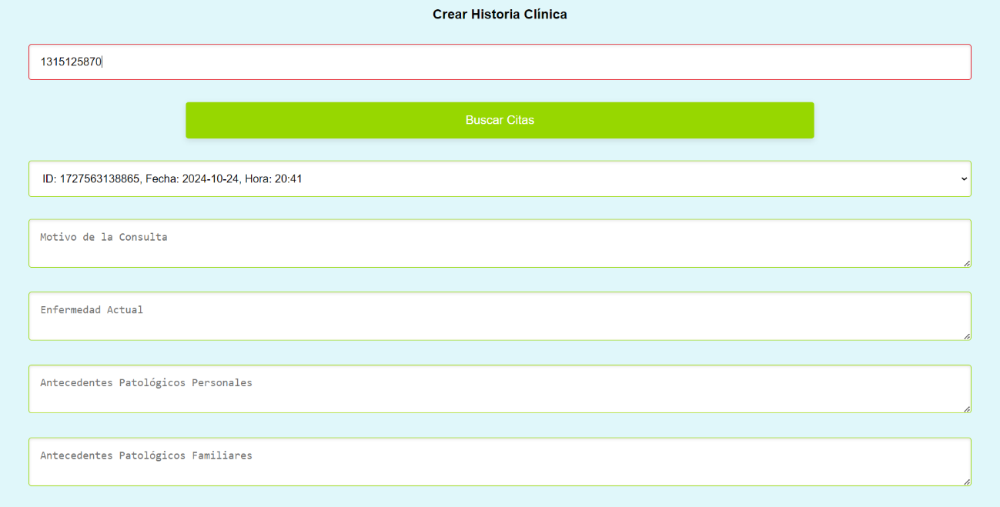 Crear Historia Clínica
1315125870
Buscar Citas
ID: 1727563138865, Fecha: 2024-10-24, Hora: 20:41
Motivo de la Consulta
Enfermedad Actual
Antecedentes Patológicos Personales
Antecedentes Patológicos Familiares